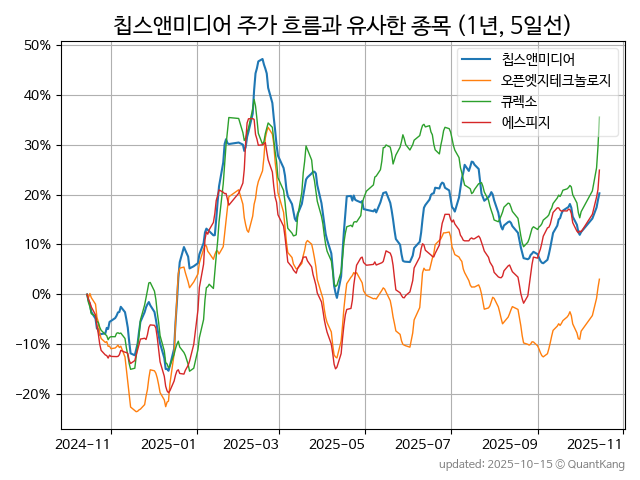 칩스앤미디어 주가 흐름과 유사한 종목 (1년, 5일선)
50%
40%
30%
20%
10%
0%
−10%
−20%
칩스앤미디어
오픈엣지테크놀로지
큐렉소
에스피지
2024-11
2025-01
2025-03
2025-05
2025-07
2025-09
2025-11
updated: 2025-10-15 © QuantKang